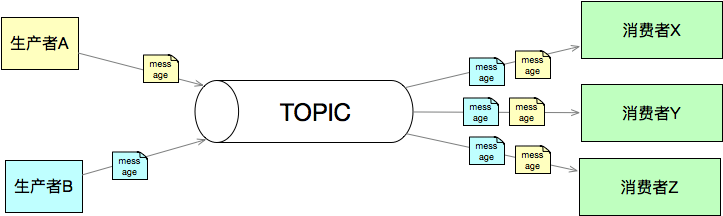 生产者A
mess
age
生产者B
mess
age
TOPIC
mess
age
mess
age
消费者X
mess
age
mess
age
消费者Y
mess
age
mess
age
消费者Z